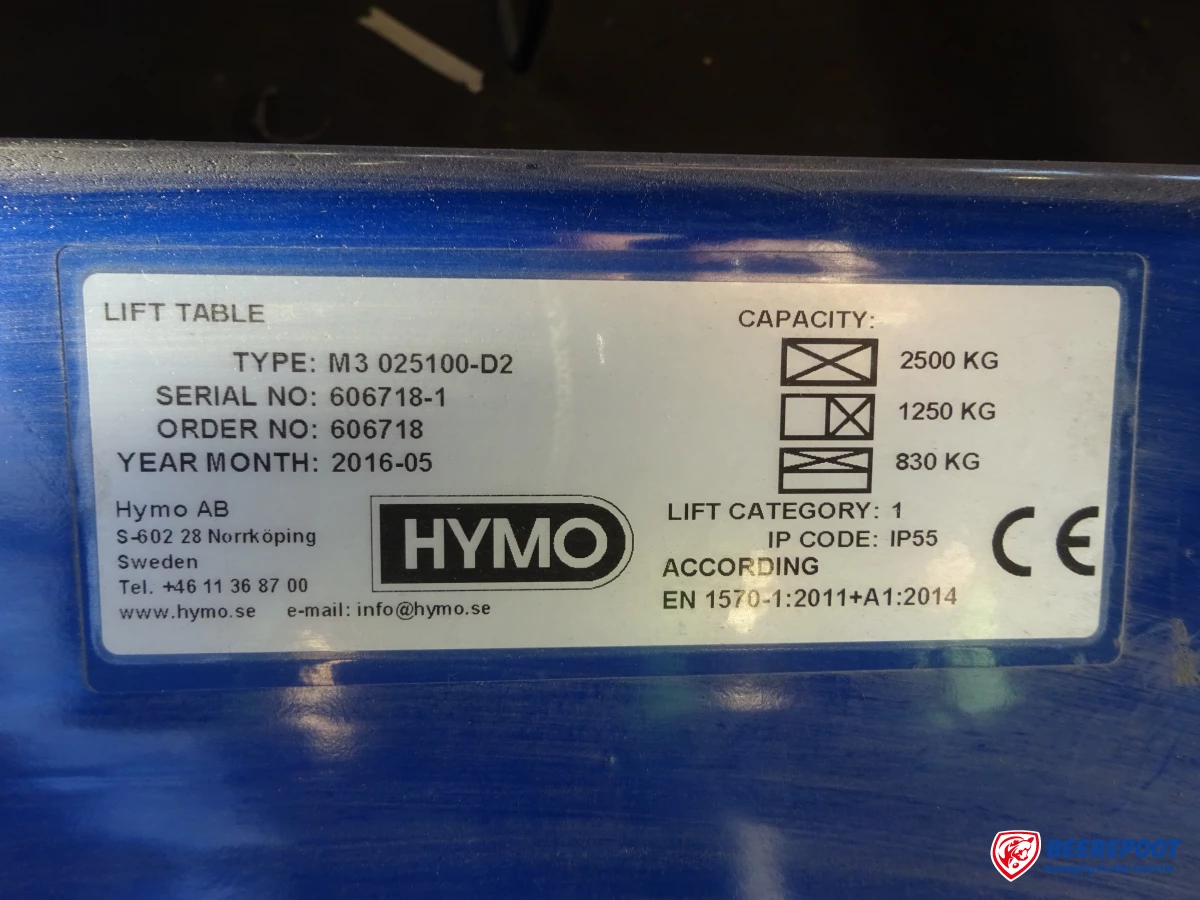 LIFT TABLE
TYPE: M3 025100-D2
SERIAL NO: 606718-1
ORDER NO: 606718
YEAR MONTH: 2016-05
Hymo AB
S-602 28 Norrköping
Sweden
Tel. +46 11 36 87 00
www.hymo.se e-mail: info@hymo.se
HYMO
CAPACITY:
2500 KG
1250 KG
830 KG
LIFT CATEGORY: 1
IP CODE: IP55
ACCORDING
EN 1570-1:2011+A1:2014
CE
BEEREPOOT